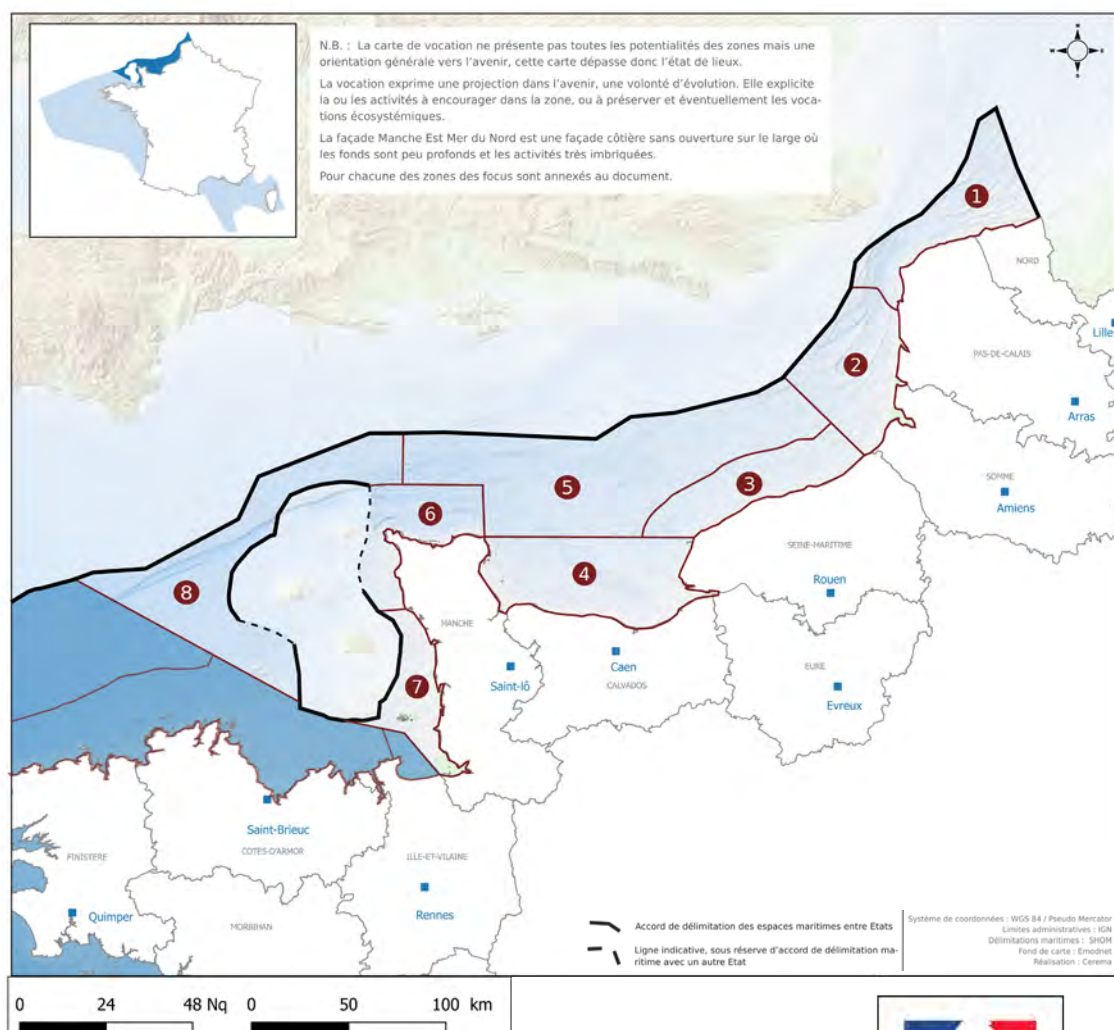 N.B. : La carte de vocation ne présente pas toutes les potentialités des zones mais une
orientation générale vers l'avenir, cette carte dépasse donc l'état de lieux.
La vocation exprime une projection dans l'avenir, une volonté d'évolution. Elle explicite
la ou les activités à encourager dans la zone, ou à préserver et éventuellement les voca-
tions écosystémiques.
La façade Manche Est Mer du Nord est une façade côtière sans ouverture sur le large où
les fonds sont peu profonds et les activités très imbriquées.
Pour chacune des zones des focus sont annexés au document.
N
W
E
S
1
NORD
Lille
2
PAS-DE-CALAIS
Arras
3
SOMME
5
Amiens
6
SEINE-MARITIME
4
8
Rouen
MANCHE
Caen
Saint-lô
EURE
7
CALVADOS
Evreux
Saint-Brieuc
COTES-D'ARMOR
FINISTERE
ILLE-ET-VILAINE
Rennes
Quimper
MORBIHAN
Accord de délimitation des espaces maritimes entre Etats
Ligne indicative, sous réserve d'accord de délimitation ma-
ritime avec un autre Etat
Système de coordonnées : WGS 84 / Pseudo Mercator
Limites administratives : IGN
Délimitations maritimes : SHOM
Fond de carte : Emodnet
Réalisation : Cerema
0 24 48 Nq 0 50 100 km